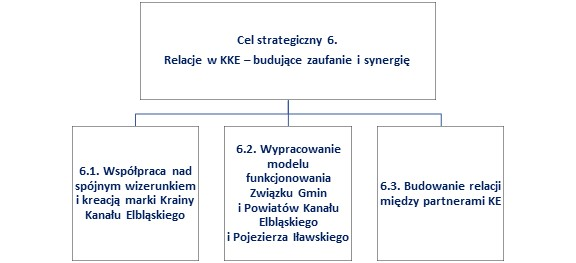 Cel strategiczny 6.
Relacje w KKE – budujące zaufanie i synergię
6.1. Współpraca nad
spójnym wizerunkiem
i kreacją marki Krainy
Kanału Elbląskiego
6.2. Wypracowanie
modelu
funkcjonowania
Związku Gmin
i Powiatów Kanału
Elbląskiego
i Pojezierza Iławskiego
6.3. Budowanie relacji
między partnerami KE